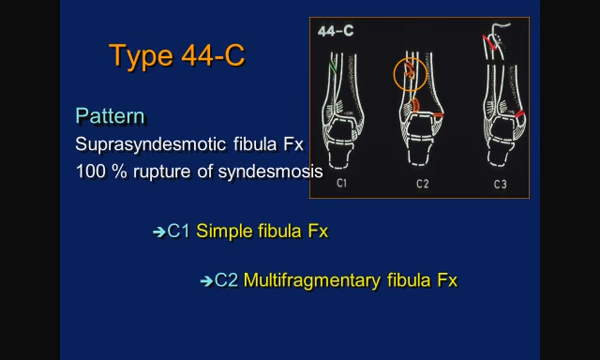 Type 44-C
44-C
Pattern
Suprasyndesmotic fibula Fx
100 % rupture of syndesmosis
C1 C2 C3
➔C1 Simple fibula Fx
➔C2 Multifragmentary fibula Fx